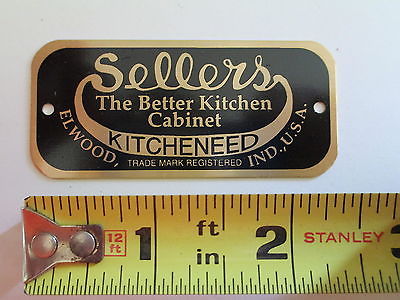 Sellers
The Better Kitchen
Cabinet
KITCHENEED
ELWOOD, IND., U.S.A.
TRADE MARK REGISTERED
12 ft
1
ft
in
2
STANLEY
3